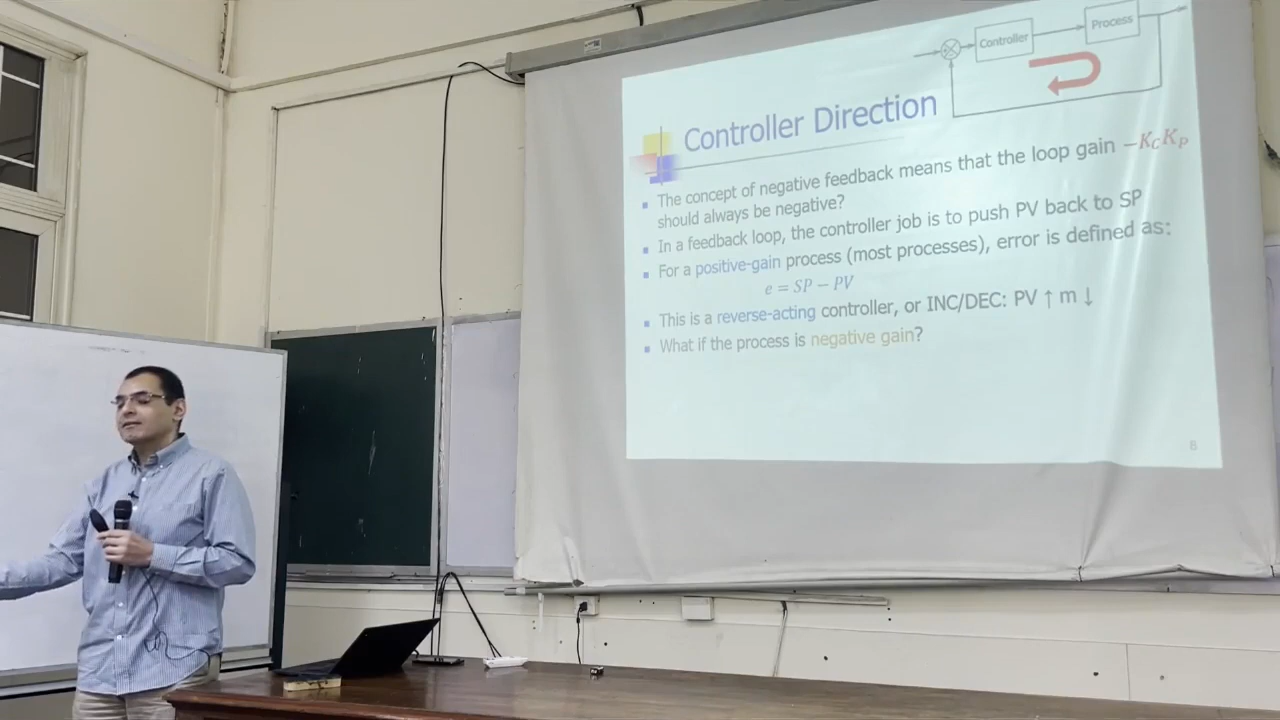 Process
Controller
Controller Direction
The concept of negative feedback means that the loop gain −K_C K_P
should always be negative?
In a feedback loop, the controller job is to push PV back to SP
For a positive-gain process (most processes), error is defined as:
e = SP − PV
This is a reverse-acting controller, or INC/DEC: PV ↑ m ↓
What if the process is negative gain?
8